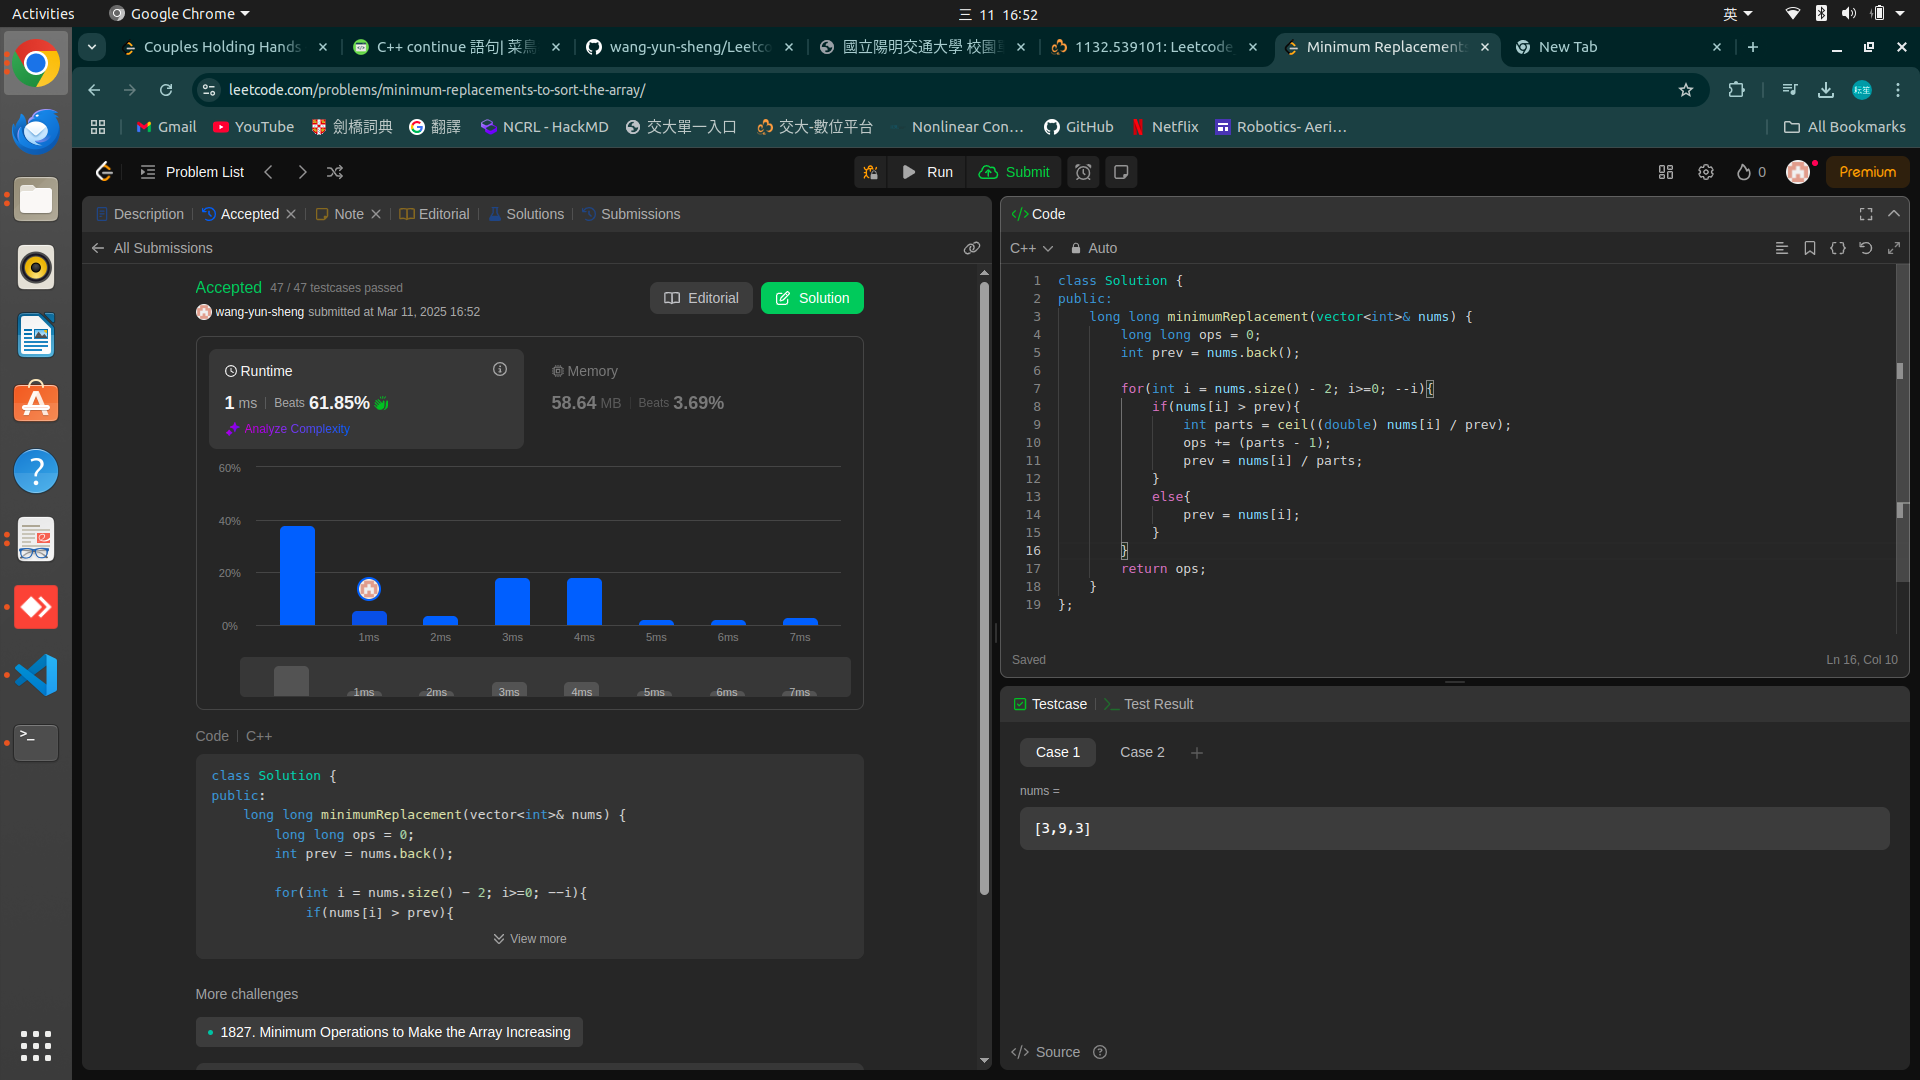 Activities
Google Chrome
三 11 16:52
英
Couples Holding Hands
C++ continue 語句| 菜鳥
wang-yun-sheng/Leetco
國立陽明交通大學 校園
1132.539101: Leetcode
Minimum Replacements
New Tab
leetcode.com/problems/minimum-replacements-to-sort-the-array/
Gmail
YouTube
劍橋詞典
翻譯
NCRL - HackMD
交大單一入口
交大-數位平台
Nonlinear Con…
GitHub
Netflix
Robotics- Aeri…
All Bookmarks
Problem List
Run
Submit
0
Premium
Description
Accepted
Note
Editorial
Solutions
Submissions
All Submissions
Accepted 47 / 47 testcases passed
wang-yun-sheng submitted at Mar 11, 2025 16:52
Editorial
Solution
Runtime
1 ms Beats 61.85%
Analyze Complexity
Memory
58.64 MB Beats 3.69%
60%
40%
20%
0%
1ms 2ms 3ms 4ms 5ms 6ms 7ms
1ms 2ms 3ms 4ms 5ms 6ms 7ms
Code C++
class Solution {
public:
    long long minimumReplacement(vector<int>& nums) {
        long long ops = 0;
        int prev = nums.back();
        for(int i = nums.size() - 2; i>=0; --i){
            if(nums[i] > prev){
View more
More challenges
1827. Minimum Operations to Make the Array Increasing
Code
C++
Auto
1 class Solution {
2 public:
3     long long minimumReplacement(vector<int>& nums) {
4         long long ops = 0;
5         int prev = nums.back();
6
7         for(int i = nums.size() - 2; i>=0; --i){
8             if(nums[i] > prev){
9                 int parts = ceil((double) nums[i] / prev);
10                 ops += (parts - 1);
11                 prev = nums[i] / parts;
12             }
13             else{
14                 prev = nums[i];
15             }
16         }
17         return ops;
18     }
19 };
Saved
Ln 16, Col 10
Testcase
Test Result
Case 1
Case 2
nums =
[3,9,3]
Source